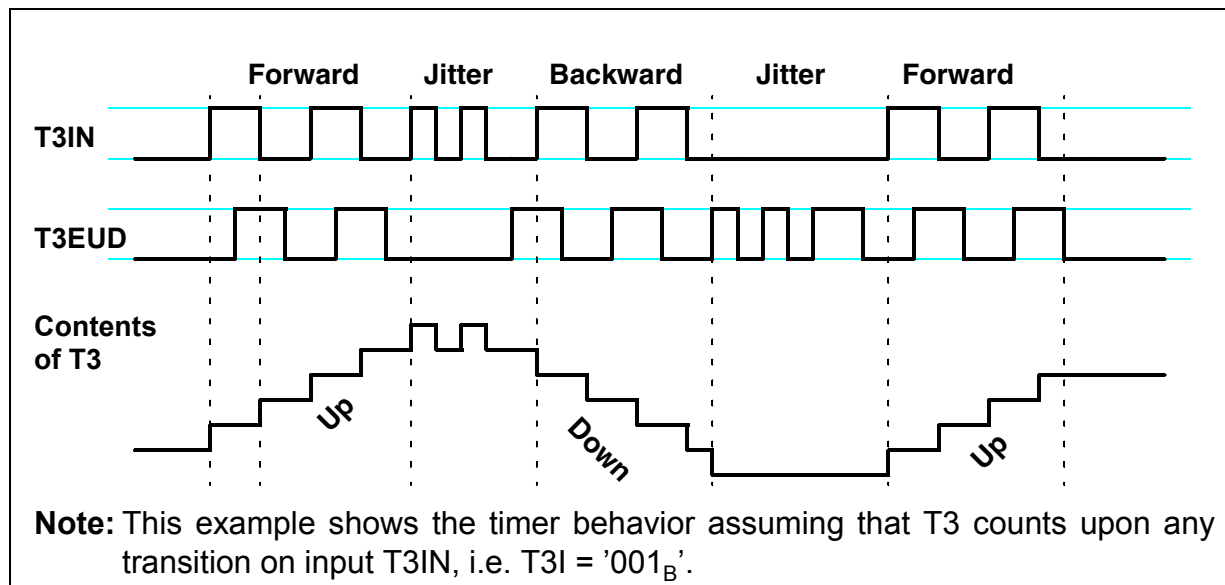 Forward Jitter Backward Jitter Forward
T3IN
T3EUD
Contents
of T3
Up
Down
Up
Note: This example shows the timer behavior assuming that T3 counts upon any
transition on input T3IN, i.e. T3I = ’001B’.